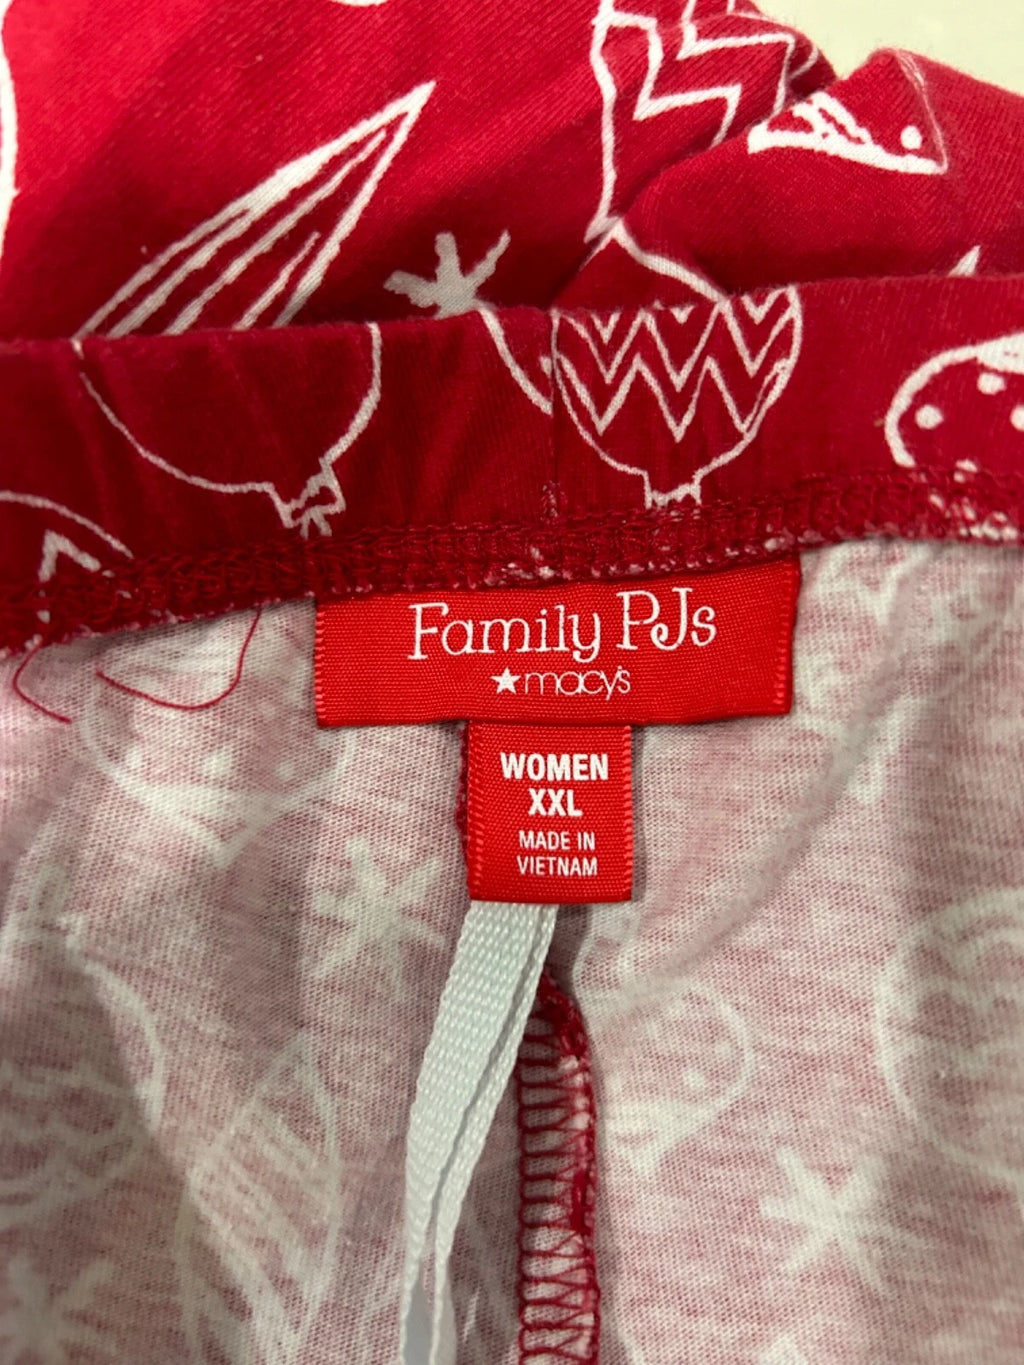 Family PJs
★macy's
WOMEN
XXL
MADE IN
VIETNAM